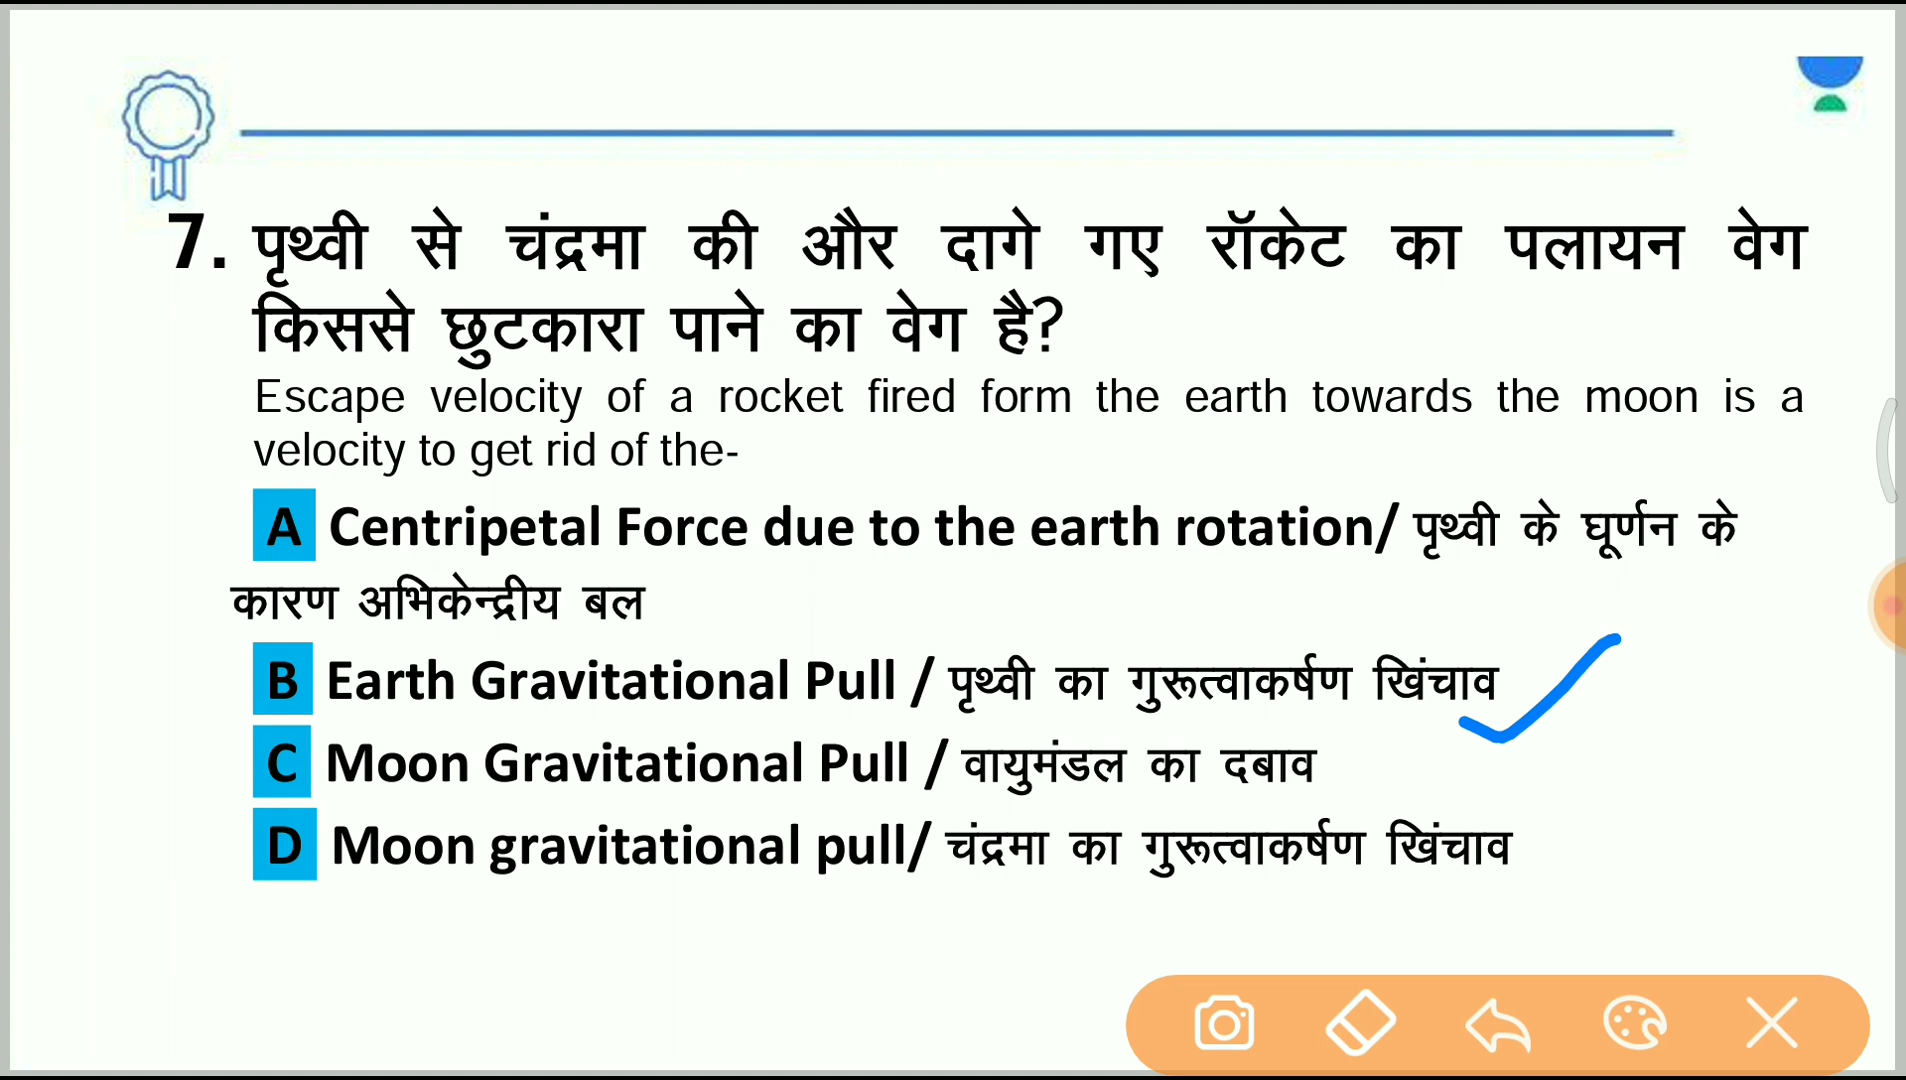 7. पृथ्वी से चंद्रमा की और दागे गए रॉकेट का पलायन वेग
किससे छुटकारा पाने का वेग है?
Escape velocity of a rocket fired form the earth towards the moon is a
velocity to get rid of the-
A Centripetal Force due to the earth rotation/ पृथ्वी के घूर्णन के
कारण अभिकेन्द्रीय बल
B Earth Gravitational Pull / पृथ्वी का गुरूत्वाकर्षण खिंचाव
C Moon Gravitational Pull / वायुमंडल का दबाव
D Moon gravitational pull/ चंद्रमा का गुरूत्वाकर्षण खिंचाव